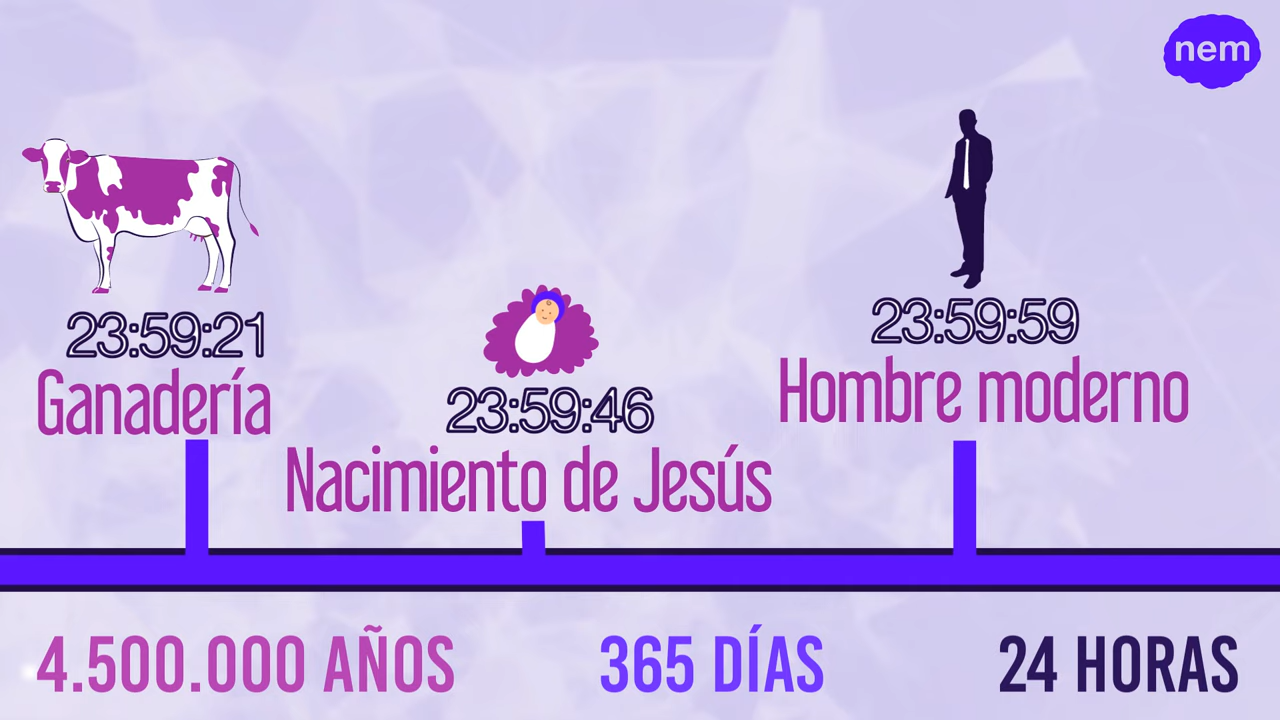 nem
23:59:21
Ganadería
23:59:46
Nacimiento de Jesús
23:59:59
Hombre moderno
4.500.000 AÑOS
365 DÍAS
24 HORAS